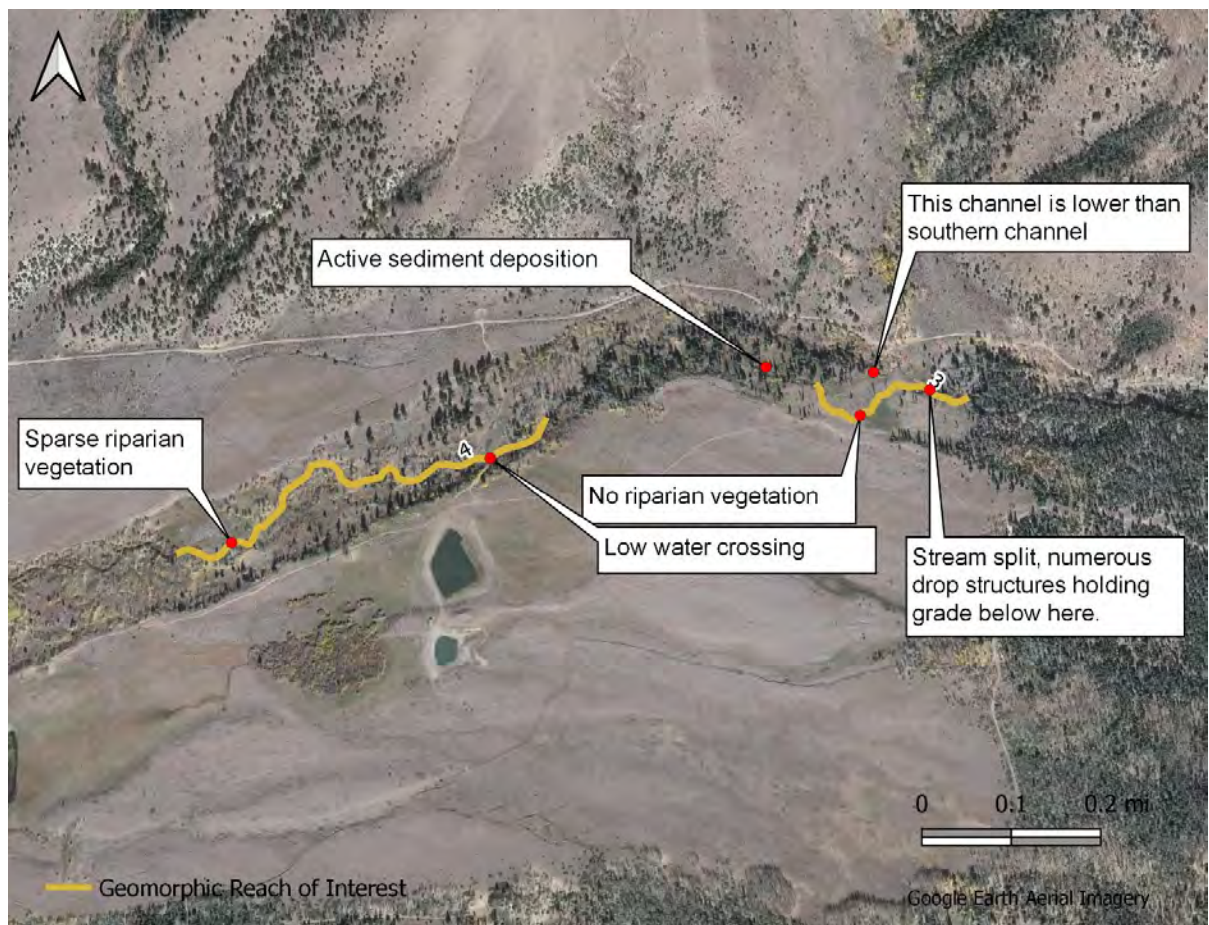 This channel is lower than
southern channel
Active sediment deposition
3
Sparse riparian
vegetation
4
No riparian vegetation
Low water crossing
Stream split, numerous
drop structures holding
grade below here.
0 0.1 0.2 mi
Geomorphic Reach of Interest
Google Earth Aerial Imagery